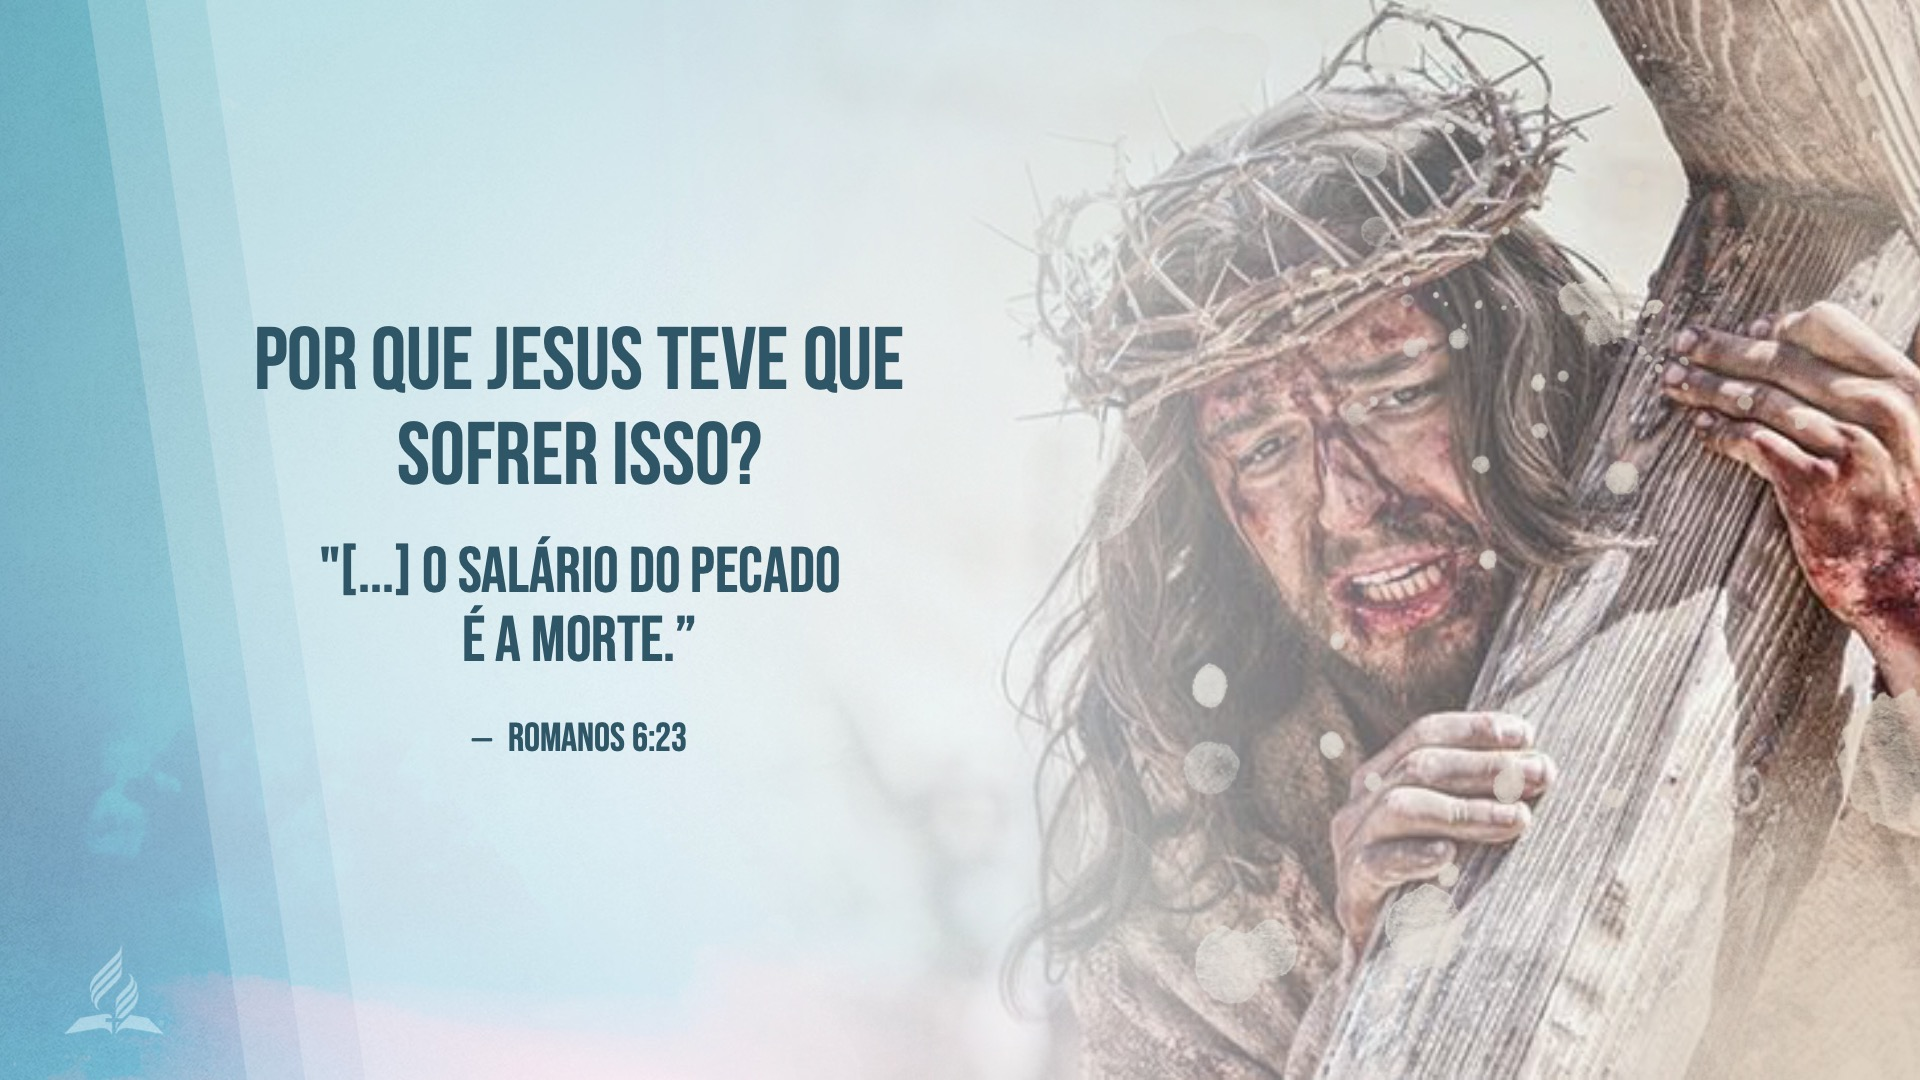 POR QUE JESUS TEVE QUE
SOFRER ISSO?
"[...] O SALÁRIO DO PECADO
É A MORTE.”
– ROMANOS 6:23